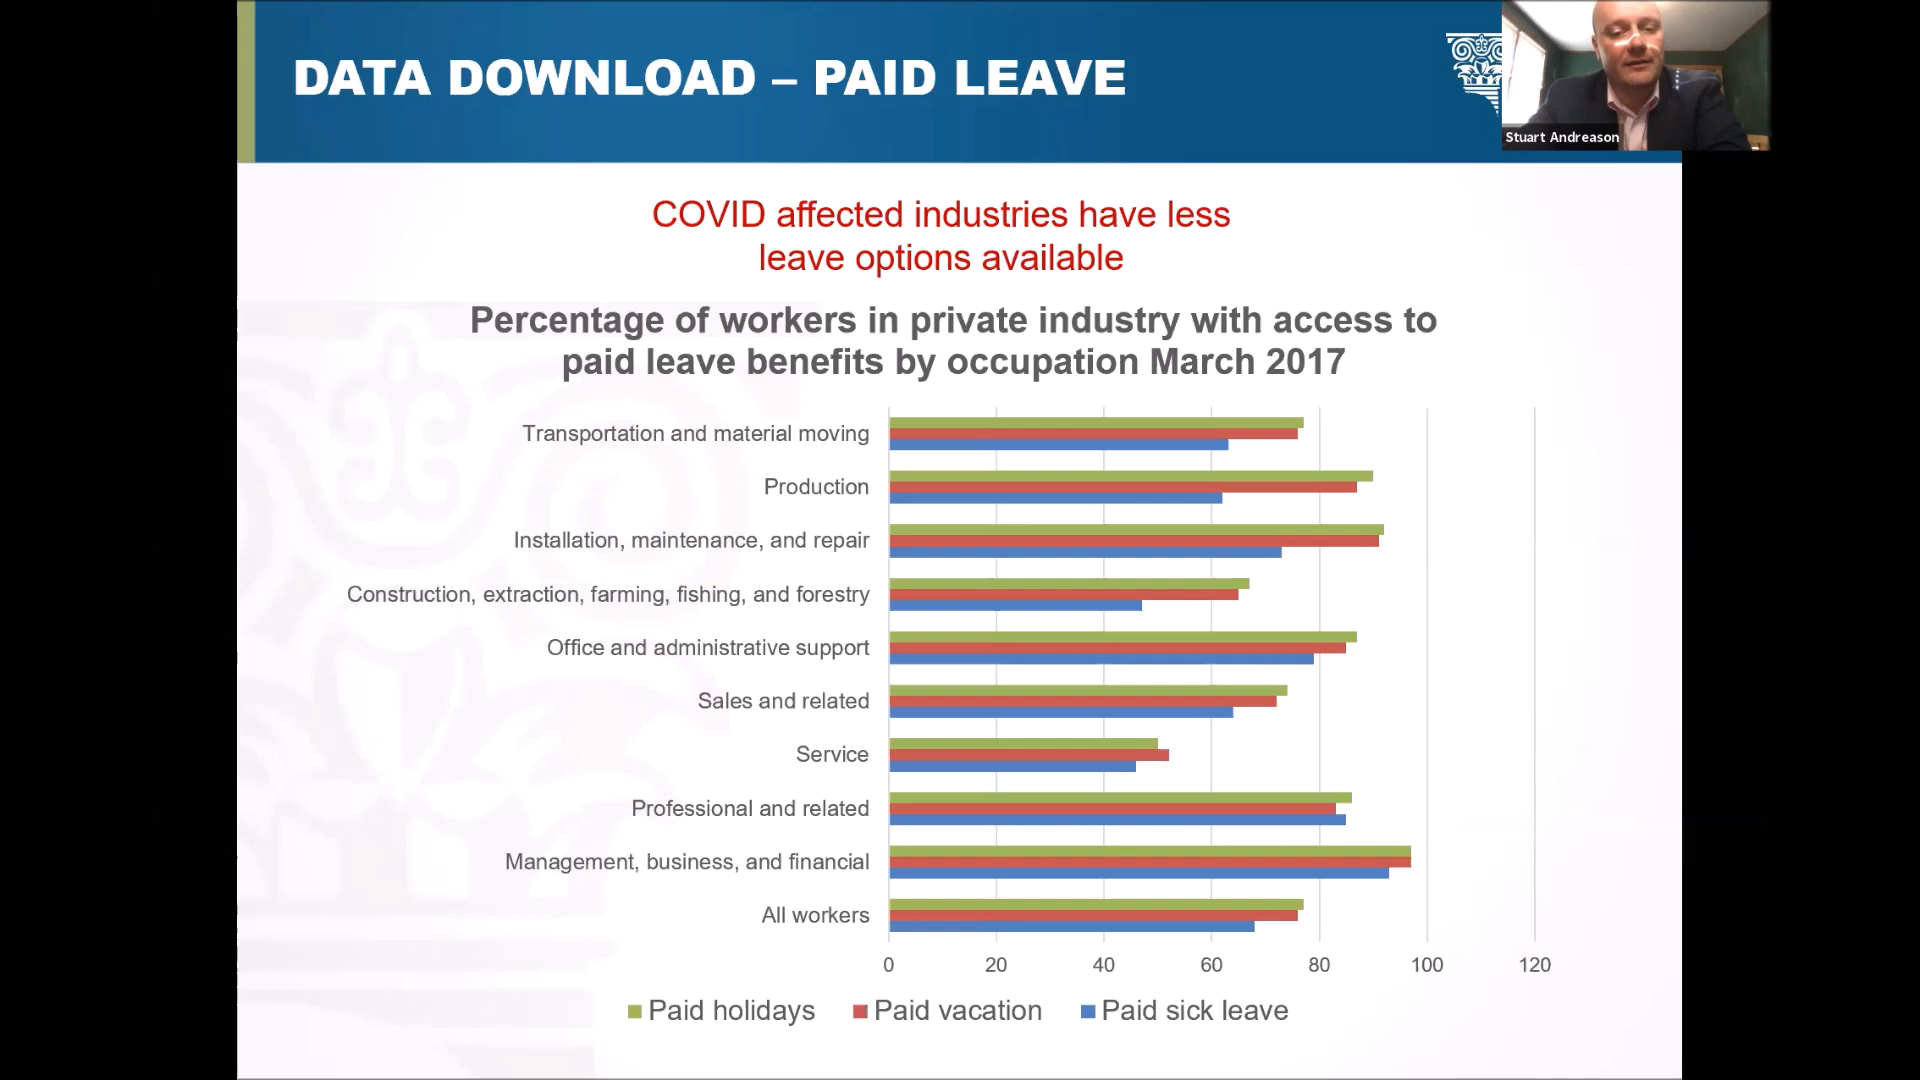 DATA DOWNLOAD – PAID LEAVE
Stuart Andreason
COVID affected industries have less
leave options available
Percentage of workers in private industry with access to
paid leave benefits by occupation March 2017
Transportation and material moving
Production
Installation, maintenance, and repair
Construction, extraction, farming, fishing, and forestry
Office and administrative support
Sales and related
Service
Professional and related
Management, business, and financial
All workers
0 20 40 60 80 100 120
Paid holidays Paid vacation Paid sick leave